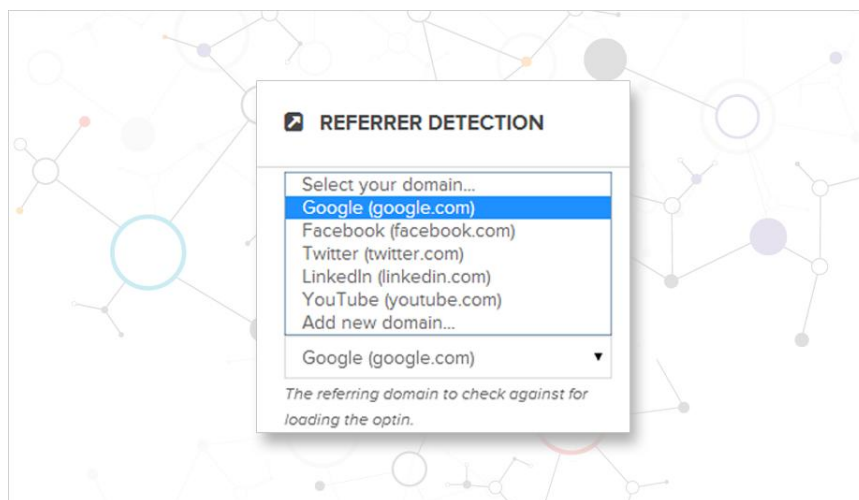 REFERRER DETECTION
Select your domain...
Google (google.com)
Facebook (facebook.com)
Twitter (twitter.com)
LinkedIn (linkedin.com)
YouTube (youtube.com)
Add new domain...
Google (google.com)
The referring domain to check against for
loading the optin.